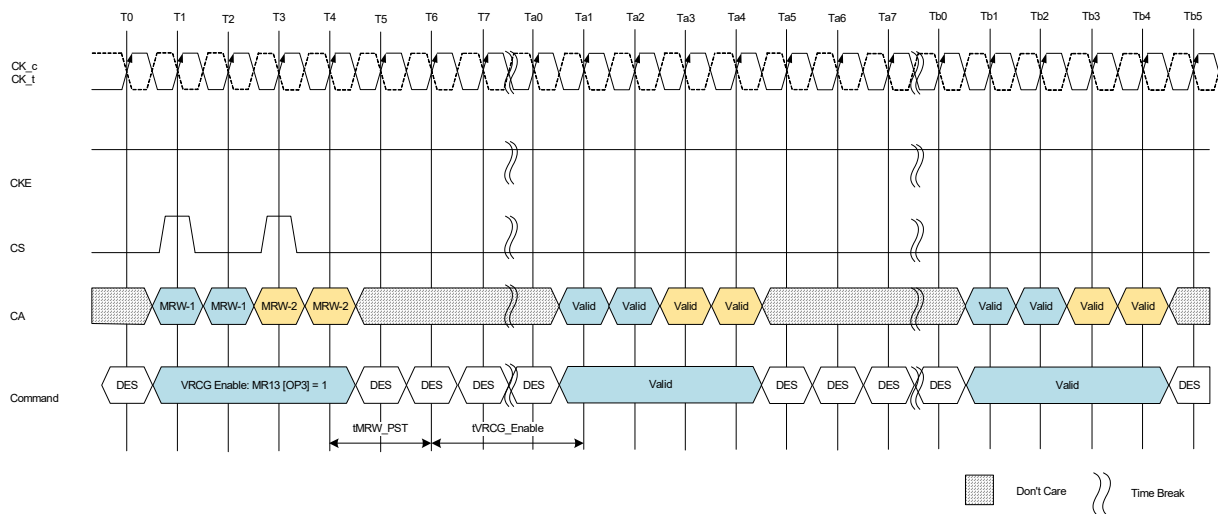 T0 T1 T2 T3 T4 T5 T6 T7 Ta0 Ta1 Ta2 Ta3 Ta4 Ta5 Ta6 Ta7 Tb0 Tb1 Tb2 Tb3 Tb4 Tb5
CK_c
CK_t
CKE
CS
CA MRW-1 MRW-1 MRW-2 MRW-2 Valid Valid Valid Valid Valid Valid Valid Valid
Command DES VRCG Enable: MR13 [OP3] = 1 DES DES DES DES Valid DES DES DES DES Valid DES
tMRW_PST tVRCG_Enable
Don't Care Time Break